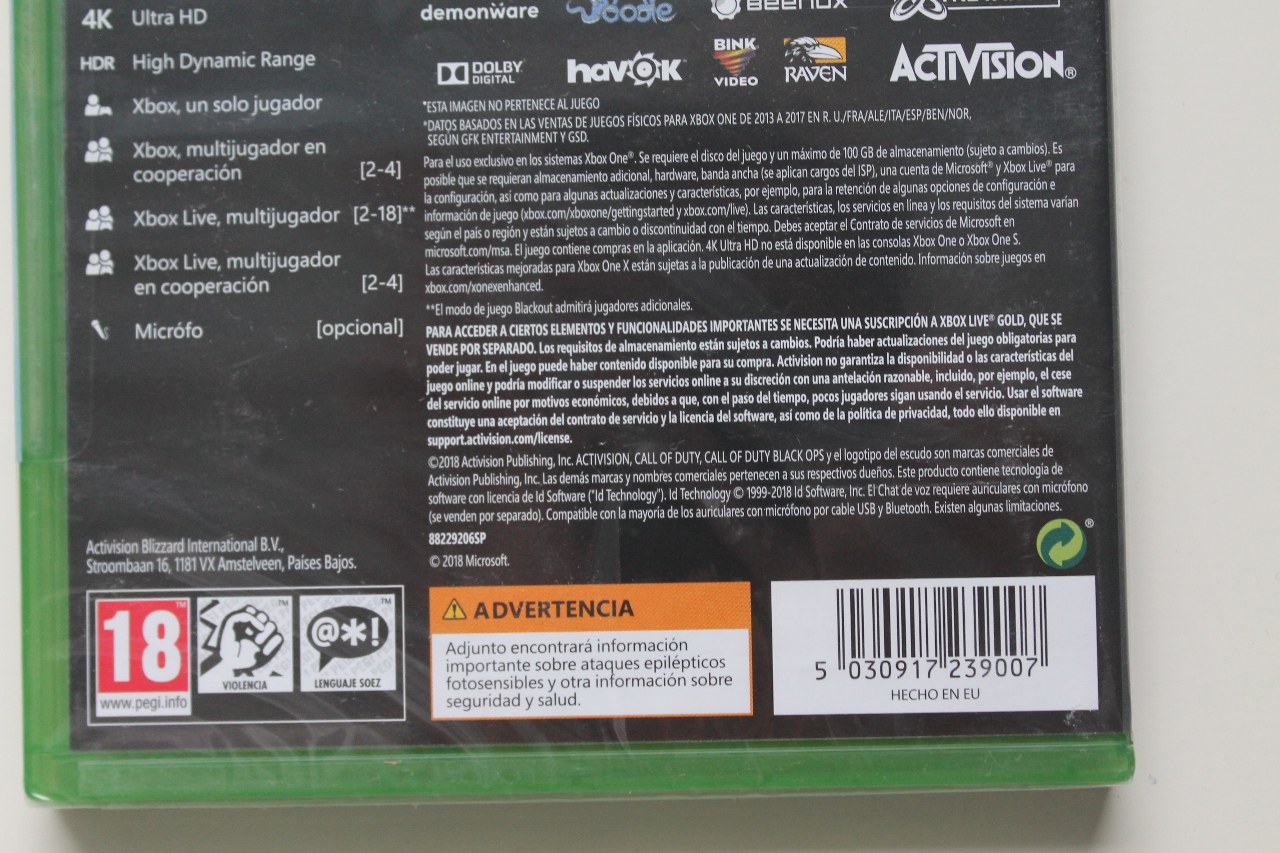 4K Ultra HD
HDR High Dynamic Range
Xbox, un solo jugador
Xbox, multijugador en
cooperación [2-4]
Xbox Live, multijugador [2-18]**
Xbox Live, multijugador
en cooperación [2-4]
Micrófo [opcional]
Activision Blizzard International B.V.,
Stroombaan 16, 1181 VX Amstelveen, Países Bajos.
18
www.pegi.info
@*!
VIOLENCIA
LENGUAJE SOEZ
demonware
DOLBY
DIGITAL
havok
BINK
VIDEO
RAVEN
ACTIVISION®
*ESTA IMAGEN NO PERTENECE AL JUEGO
*DATOS BASADOS EN LAS VENTAS DE JUEGOS FÍSICOS PARA XBOX ONE DE 2013 A 2017 EN R. U./FRA/ALE/ITA/ESP/BEN/NOR,
SEGÚN GFK ENTERTAINMENT Y GSD.
Para el uso exclusivo en los sistemas Xbox One®. Se requiere el disco del juego y un máximo de 100 GB de almacenamiento (sujeto a cambios). Es
posible que se requieran almacenamiento adicional, hardware, banda ancha (se aplican cargos del ISP), una cuenta de Microsoft® y Xbox Live® para
la configuración, así como para algunas actualizaciones y características, por ejemplo, para la retención de algunas opciones de configuración e
información de juego (xbox.com/xboxone/gettingstarted y xbox.com/live). Las características, los servicios en línea y los requisitos del sistema varían
según el país o región y están sujetos a cambio o discontinuidad con el tiempo. Debes aceptar el Contrato de servicios de Microsoft en
microsoft.com/msa. El juego contiene compras en la aplicación. 4K Ultra HD no está disponible en las consolas Xbox One o Xbox One S.
Las características mejoradas para Xbox One X están sujetas a la publicación de una actualización de contenido. Información sobre juegos en
xbox.com/xonexenhanced.
**El modo de juego Blackout admitirá jugadores adicionales.
PARA ACCEDER A CIERTOS ELEMENTOS Y FUNCIONALIDADES IMPORTANTES SE NECESITA UNA SUSCRIPCIÓN A XBOX LIVE® GOLD, QUE SE
VENDE POR SEPARADO. Los requisitos de almacenamiento están sujetos a cambios. Podría haber actualizaciones del juego obligatorias para
poder jugar. En el juego puede haber contenido disponible para su compra. Activision no garantiza la disponibilidad o las características del
juego online y podría modificar o suspender los servicios online a su discreción con una antelación razonable, incluido, por ejemplo, el cese
del servicio online por motivos económicos, debidos a que, con el paso del tiempo, pocos jugadores sigan usando el servicio. Usar el software
constituye una aceptación del contrato de servicio y la licencia del software, así como de la política de privacidad, todo ello disponible en
support.activision.com/license.
©2018 Activision Publishing, Inc. ACTIVISION, CALL OF DUTY, CALL OF DUTY BLACK OPS y el logotipo del escudo son marcas comerciales de
Activision Publishing, Inc. Las demás marcas y nombres comerciales pertenecen a sus respectivos dueños. Este producto contiene tecnología de
software con licencia de Id Software ("Id Technology"). Id Technology © 1999-2018 Id Software, Inc. El Chat de voz requiere auriculares con micrófono
(se venden por separado). Compatible con la mayoría de los auriculares con micrófono por cable USB y Bluetooth. Existen algunas limitaciones.
88229206SP
© 2018 Microsoft.
ADVERTENCIA
Adjunto encontrará información
importante sobre ataques epilépticos
fotosensibles y otra información sobre
seguridad y salud.
5 030917 239007
HECHO EN EU